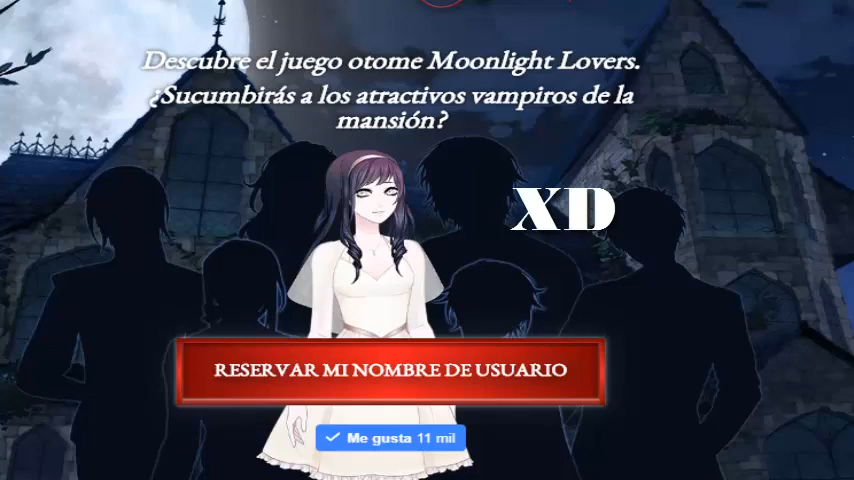 Descubre el juego otome Moonlight Lovers.
¿Sucumbirás a los atractivos vampiros de la
mansión?
XD
RESERVAR MI NOMBRE DE USUARIO
Me gusta 11 mil